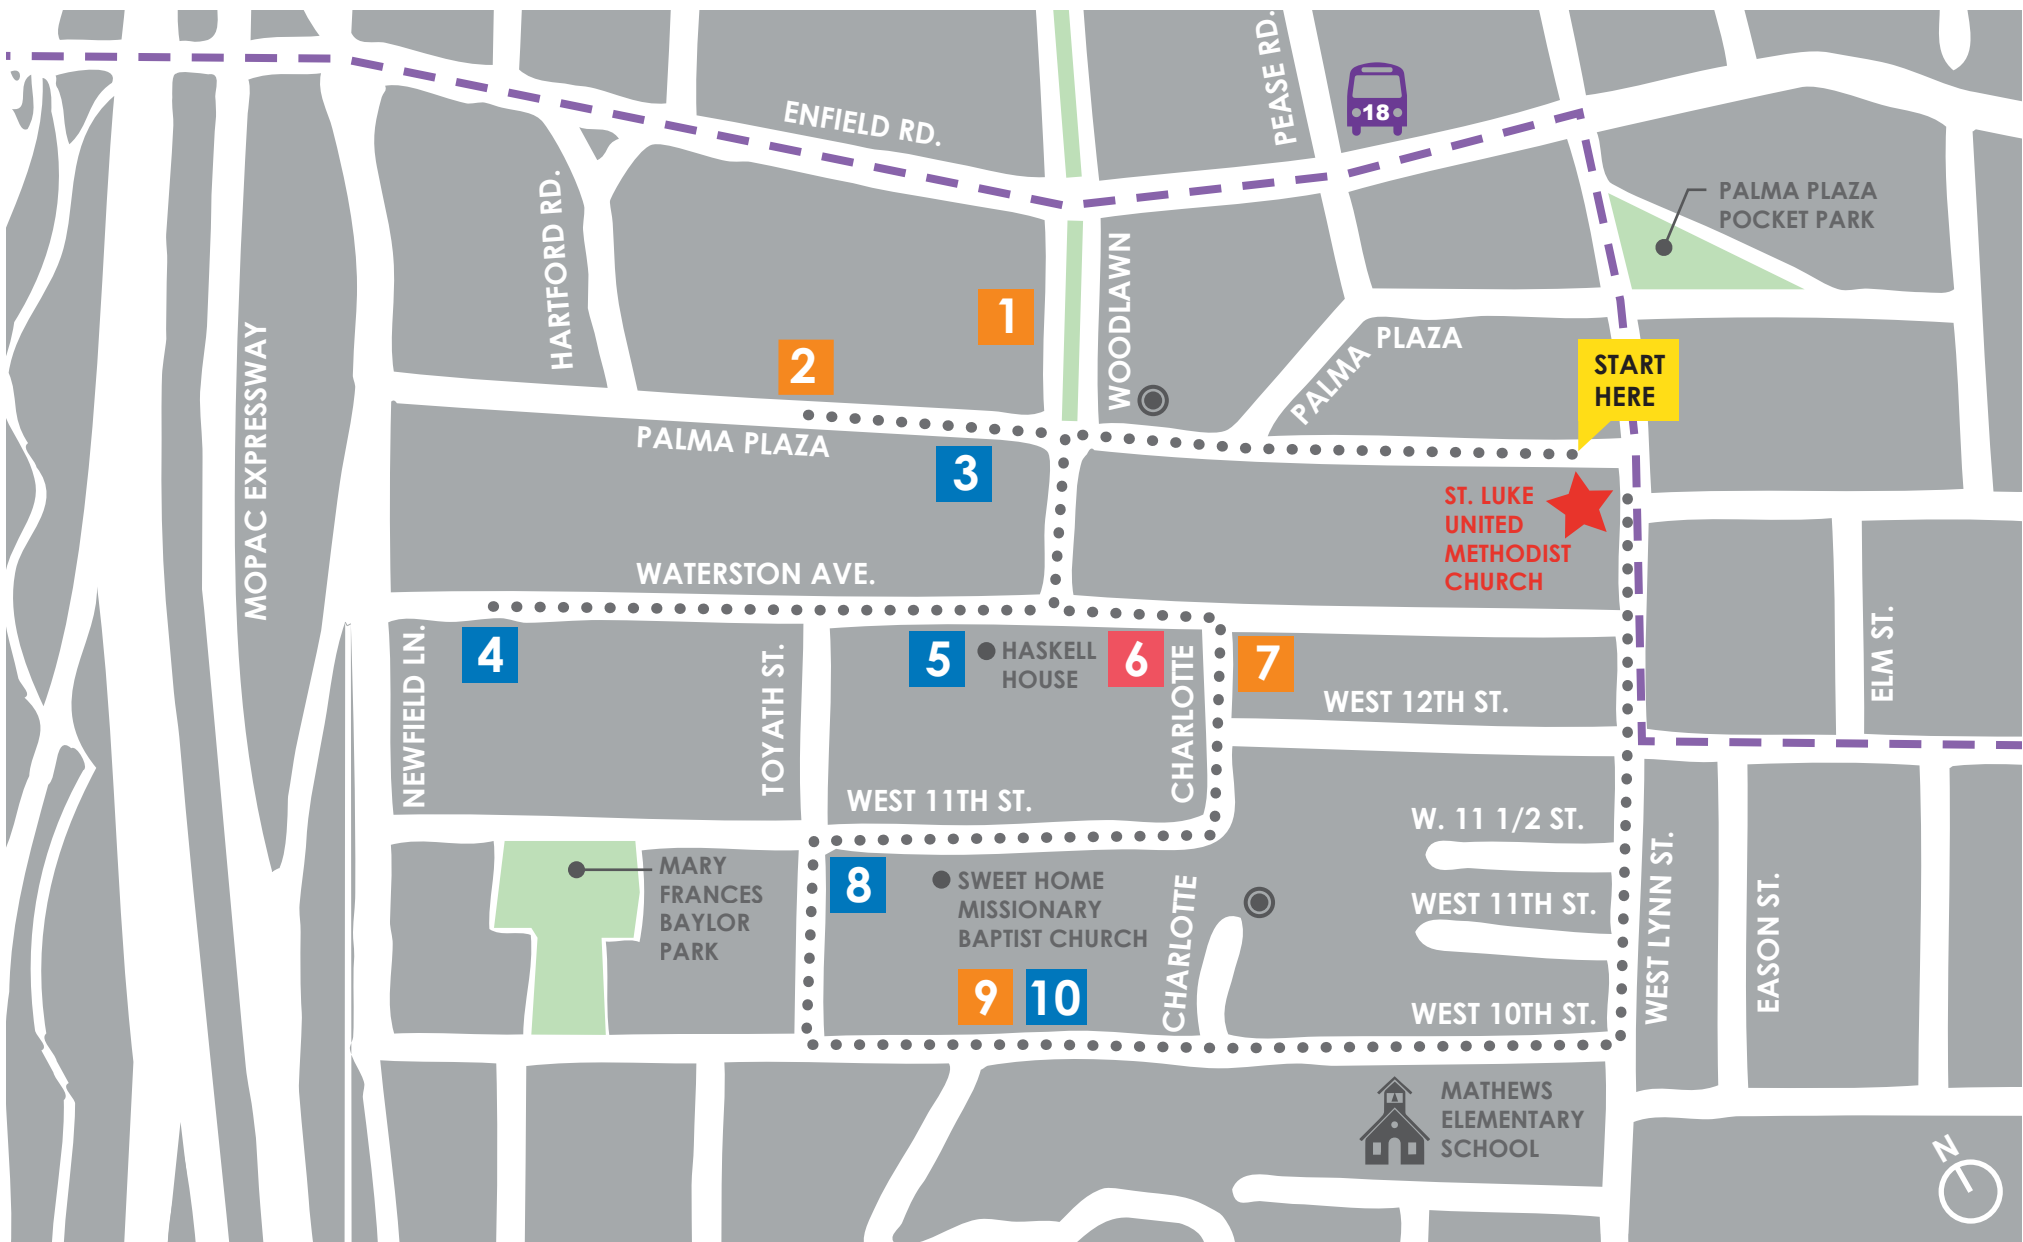 PEASE RD.
18
ENFIELD RD.
PALMA PLAZA
POCKET PARK
HARTFORD RD.
WOODLAWN
1
2
PLAZA
PALMA
START
HERE
MOPAC EXPRESSWAY
PALMA PLAZA
3
ST. LUKE
UNITED
METHODIST
CHURCH
WATERSTON AVE.
NEWFIELD LN.
4
TOYATH ST.
5
HASKELL
HOUSE
6
CHARLOTTE
7
WEST 12TH ST.
ELM ST.
WEST 11TH ST.
W. 11 1/2 ST.
MARY
FRANCES
BAYLOR
PARK
8
SWEET HOME
MISSIONARY
BAPTIST CHURCH
CHARLOTTE
WEST 11TH ST.
WEST LYNN ST.
EASON ST.
9
10
WEST 10TH ST.
MATHEWS
ELEMENTARY
SCHOOL
N